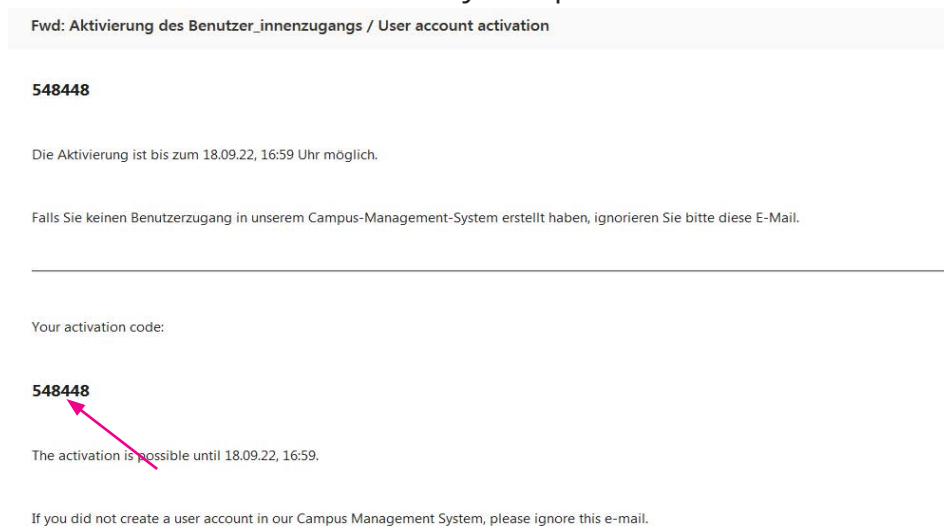 Fwd: Aktivierung des Benutzer_innenzugangs / User account activation
548448
Die Aktivierung ist bis zum 18.09.22, 16:59 Uhr möglich.
Falls Sie keinen Benutzerzugang in unserem Campus-Management-System erstellt haben, ignorieren Sie bitte diese E-Mail.
Your activation code:
548448
The activation is possible until 18.09.22, 16:59.
If you did not create a user account in our Campus Management System, please ignore this e-mail.